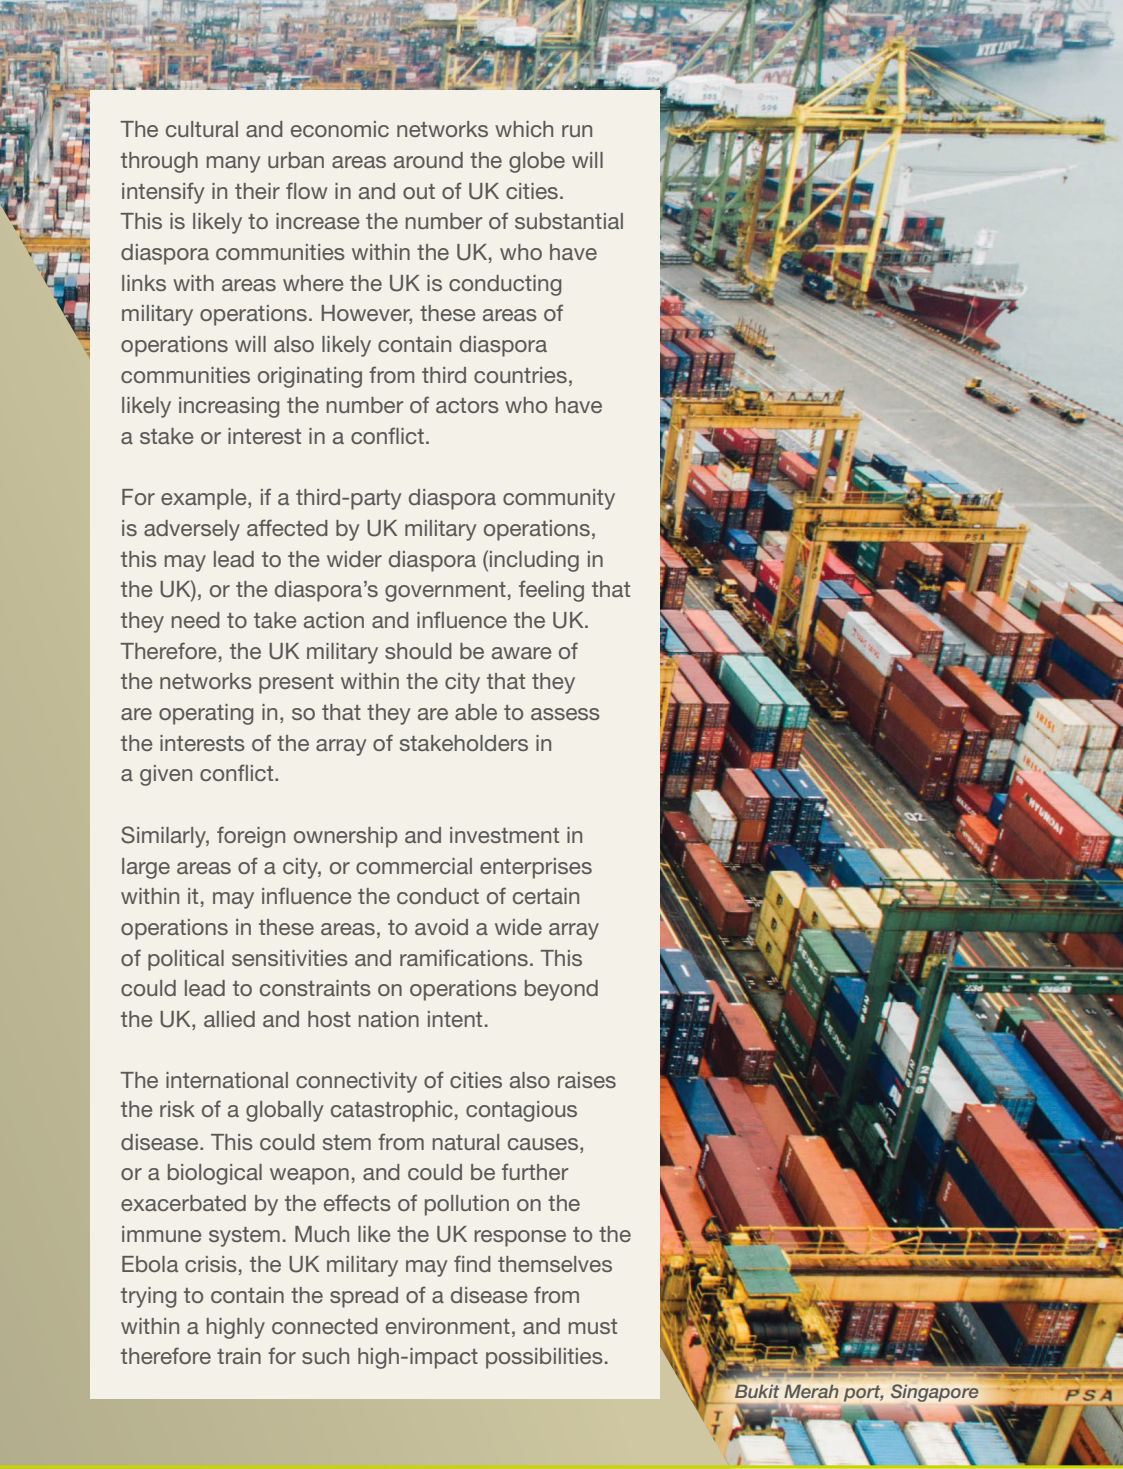 The cultural and economic networks which run
through many urban areas around the globe will
intensify in their flow in and out of UK cities.
This is likely to increase the number of substantial
diaspora communities within the UK, who have
links with areas where the UK is conducting
military operations. However, these areas of
operations will also likely contain diaspora
communities originating from third countries,
likely increasing the number of actors who have
a stake or interest in a conflict.
For example, if a third-party diaspora community
is adversely affected by UK military operations,
this may lead to the wider diaspora (including in
the UK), or the diaspora’s government, feeling that
they need to take action and influence the UK.
Therefore, the UK military should be aware of
the networks present within the city that they
are operating in, so that they are able to assess
the interests of the array of stakeholders in
a given conflict.
Similarly, foreign ownership and investment in
large areas of a city, or commercial enterprises
within it, may influence the conduct of certain
operations in these areas, to avoid a wide array
of political sensitivities and ramifications. This
could lead to constraints on operations beyond
the UK, allied and host nation intent.
The international connectivity of cities also raises
the risk of a globally catastrophic, contagious
disease. This could stem from natural causes,
or a biological weapon, and could be further
exacerbated by the effects of pollution on the
immune system. Much like the UK response to the
Ebola crisis, the UK military may find themselves
trying to contain the spread of a disease from
within a highly connected environment, and must
therefore train for such high-impact possibilities.
NYK LINE
PSA
PSA
HYUNDAI
Bukit Merah port, Singapore
PSA